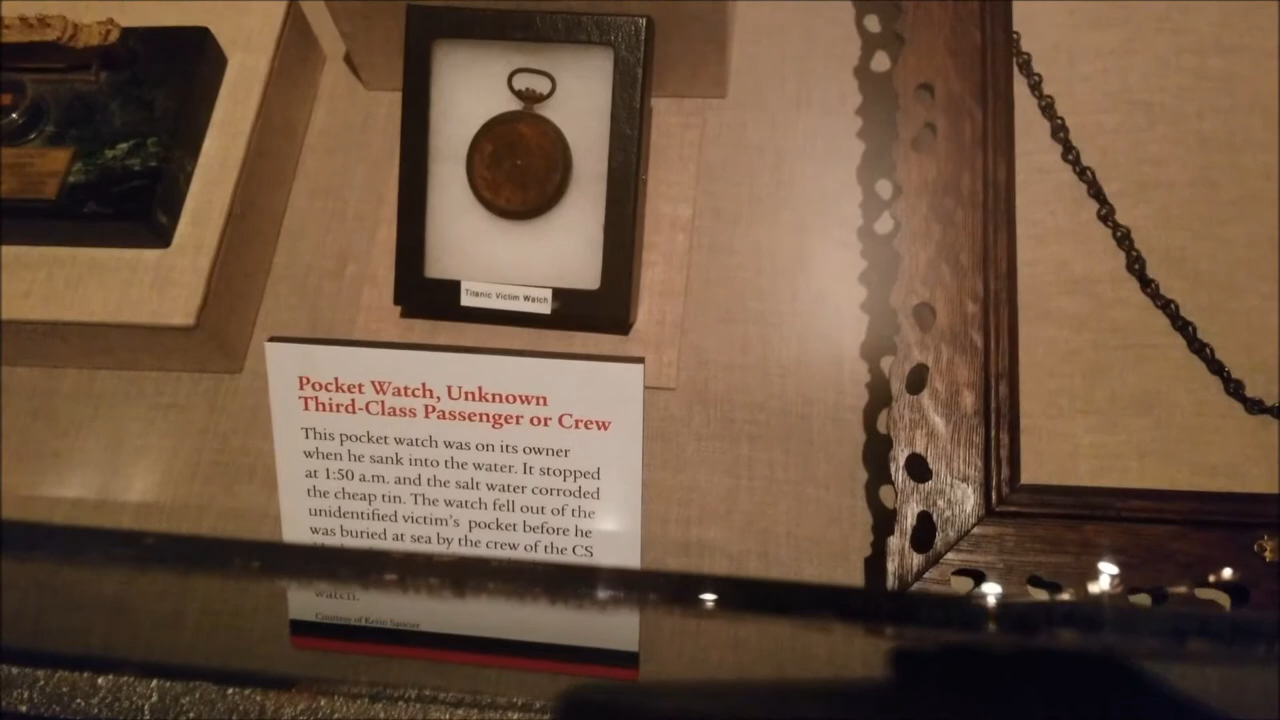 Titanic Victim Watch
Pocket Watch, Unknown
Third-Class Passenger or Crew
This pocket watch was on its owner
when he sank into the water. It stopped
at 1:50 a.m. and the salt water corroded
the cheap tin. The watch fell out of the
unidentified victim's pocket before he
was buried at sea by the crew of the CS
watch.
Courtesy of Kevin Saucier